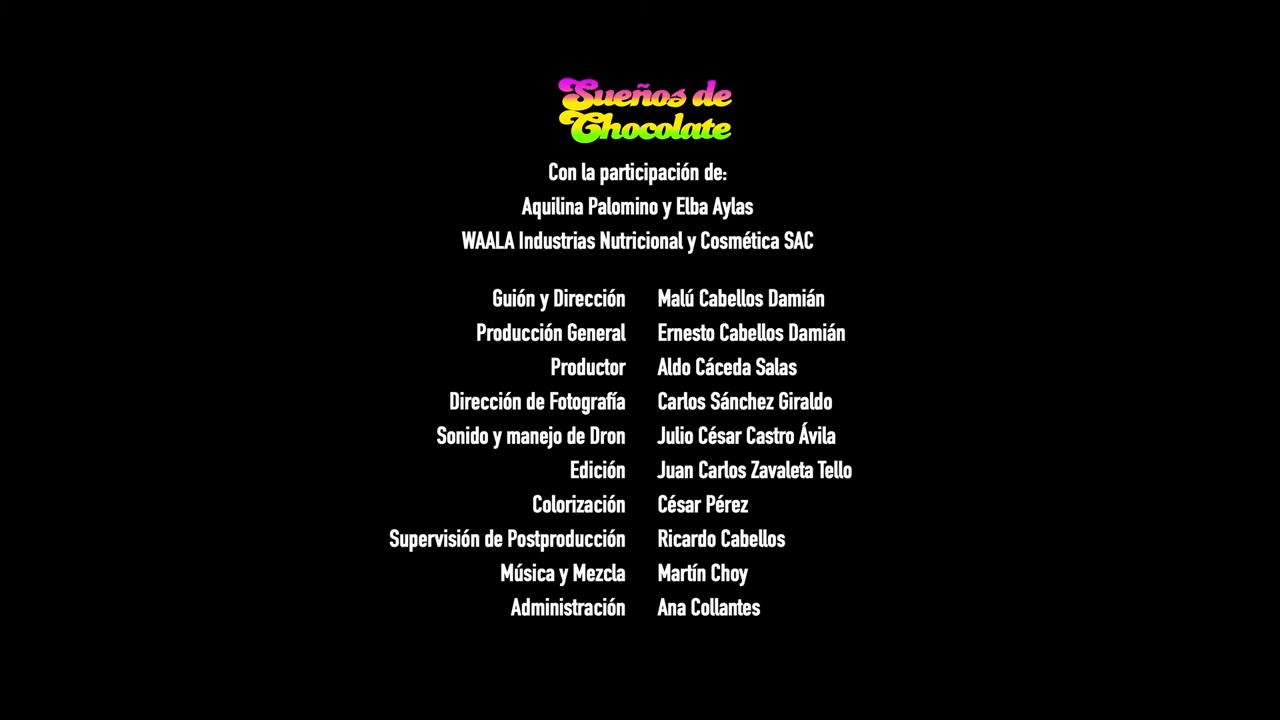 Sueños de
Chocolate
Con la participación de:
Aquilina Palomino y Elba Aylas
WAALA Industrias Nutricional y Cosmética SAC
Guión y Dirección Malú Cabellos Damián
Producción General Ernesto Cabellos Damián
Productor Aldo Cáceda Salas
Dirección de Fotografía Carlos Sánchez Giraldo
Sonido y manejo de Dron Julio César Castro Ávila
Edición Juan Carlos Zavaleta Tello
Colorización César Pérez
Supervisión de Postproducción Ricardo Cabellos
Música y Mezcla Martín Choy
Administración Ana Collantes